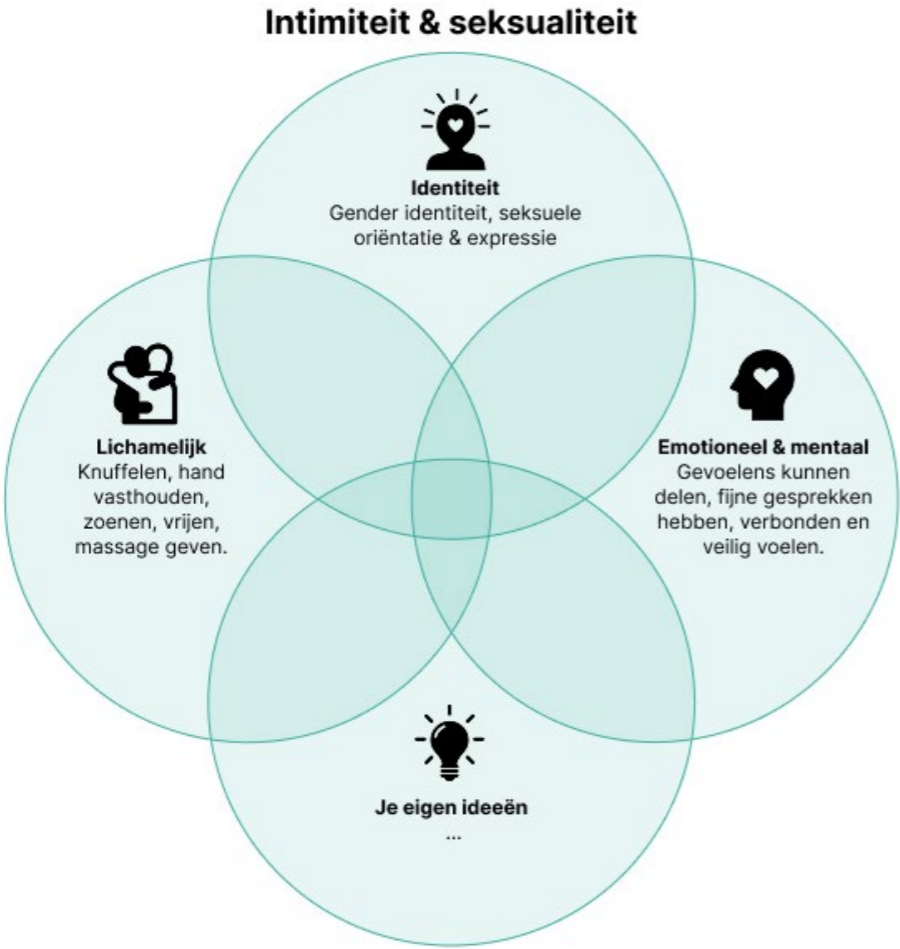 Intimiteit & seksualiteit
Identiteit
Gender identiteit, seksuele
oriëntatie & expressie
Lichamelijk
Knuffelen, hand
vasthouden,
zoenen, vrijen,
massage geven.
Emotioneel & mentaal
Gevoelens kunnen
delen, fijne gesprekken
hebben, verbonden en
veilig voelen.
Je eigen ideeën
...